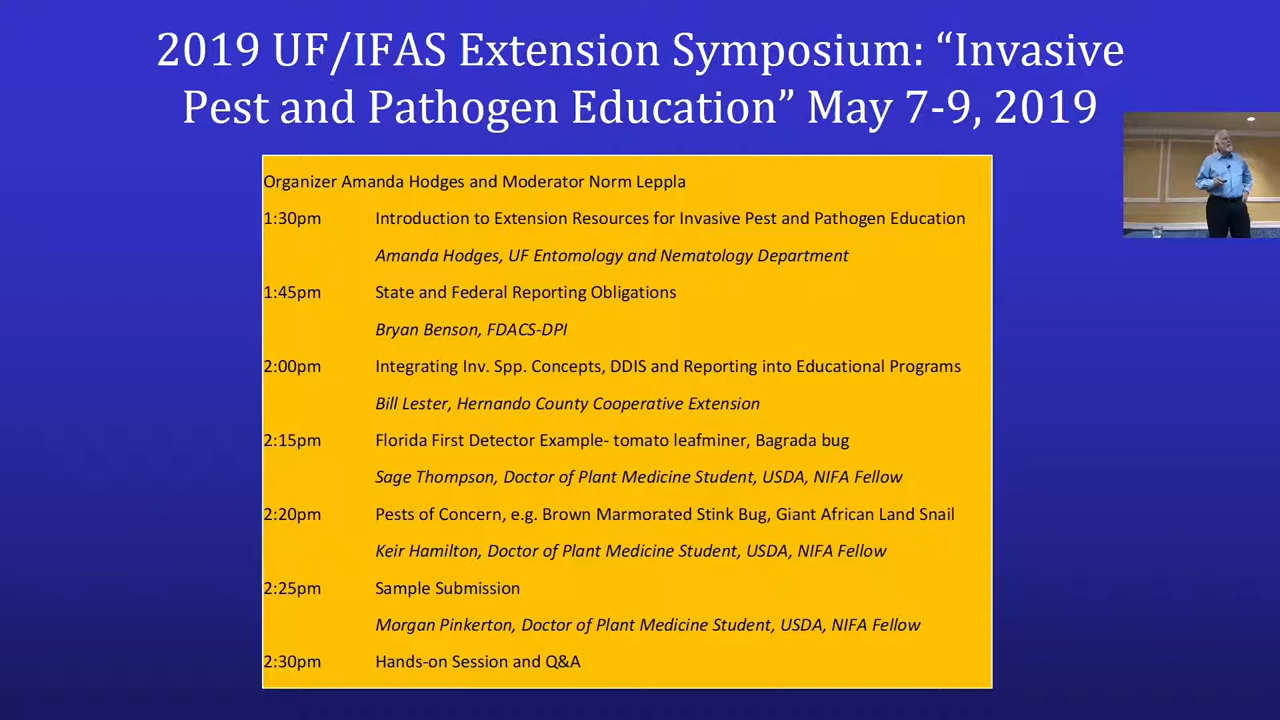 2019 UF/IFAS Extension Symposium: “Invasive
Pest and Pathogen Education” May 7-9, 2019
Organizer Amanda Hodges and Moderator Norm Leppla
1:30pm Introduction to Extension Resources for Invasive Pest and Pathogen Education
Amanda Hodges, UF Entomology and Nematology Department
1:45pm State and Federal Reporting Obligations
Bryan Benson, FDACS-DPI
2:00pm Integrating Inv. Spp. Concepts, DDIS and Reporting into Educational Programs
Bill Lester, Hernando County Cooperative Extension
2:15pm Florida First Detector Example- tomato leafminer, Bagrada bug
Sage Thompson, Doctor of Plant Medicine Student, USDA, NIFA Fellow
2:20pm Pests of Concern, e.g. Brown Marmorated Stink Bug, Giant African Land Snail
Keir Hamilton, Doctor of Plant Medicine Student, USDA, NIFA Fellow
2:25pm Sample Submission
Morgan Pinkerton, Doctor of Plant Medicine Student, USDA, NIFA Fellow
2:30pm Hands-on Session and Q&A